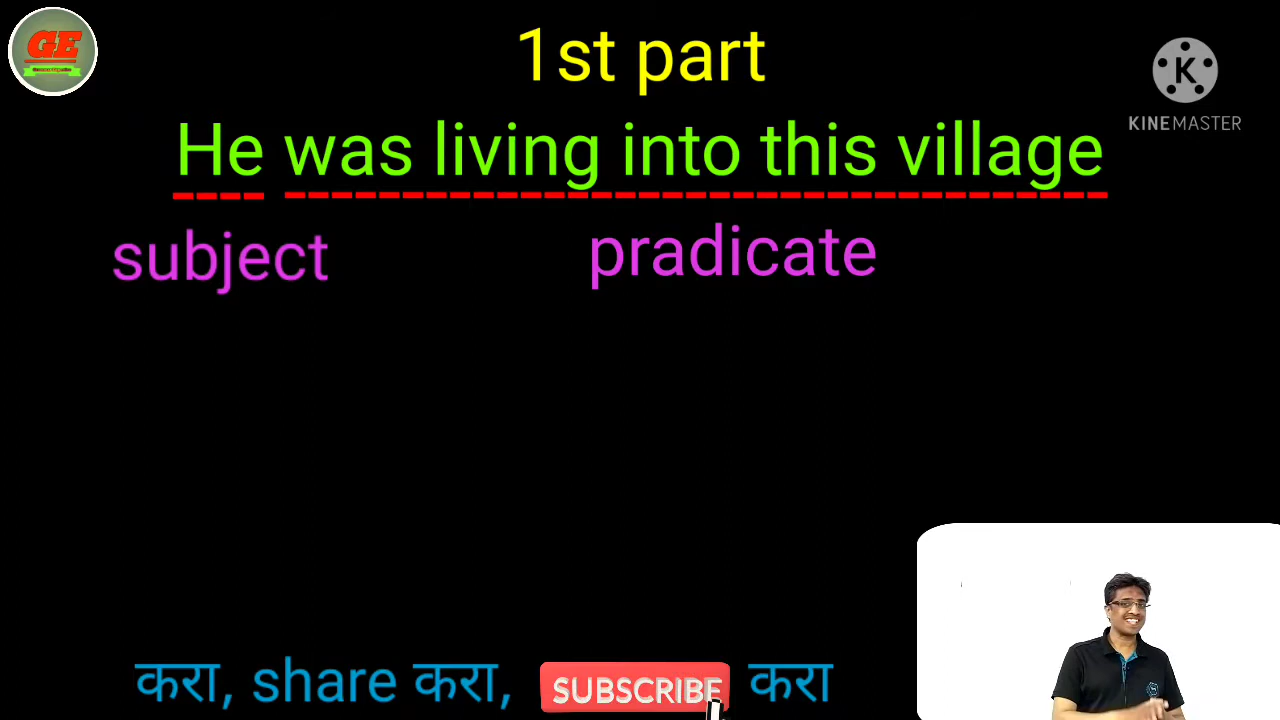 GE
1st part
KINEMASTER
He was living into this village
subject pradicate
करा, share करा, SUBSCRIBE करा